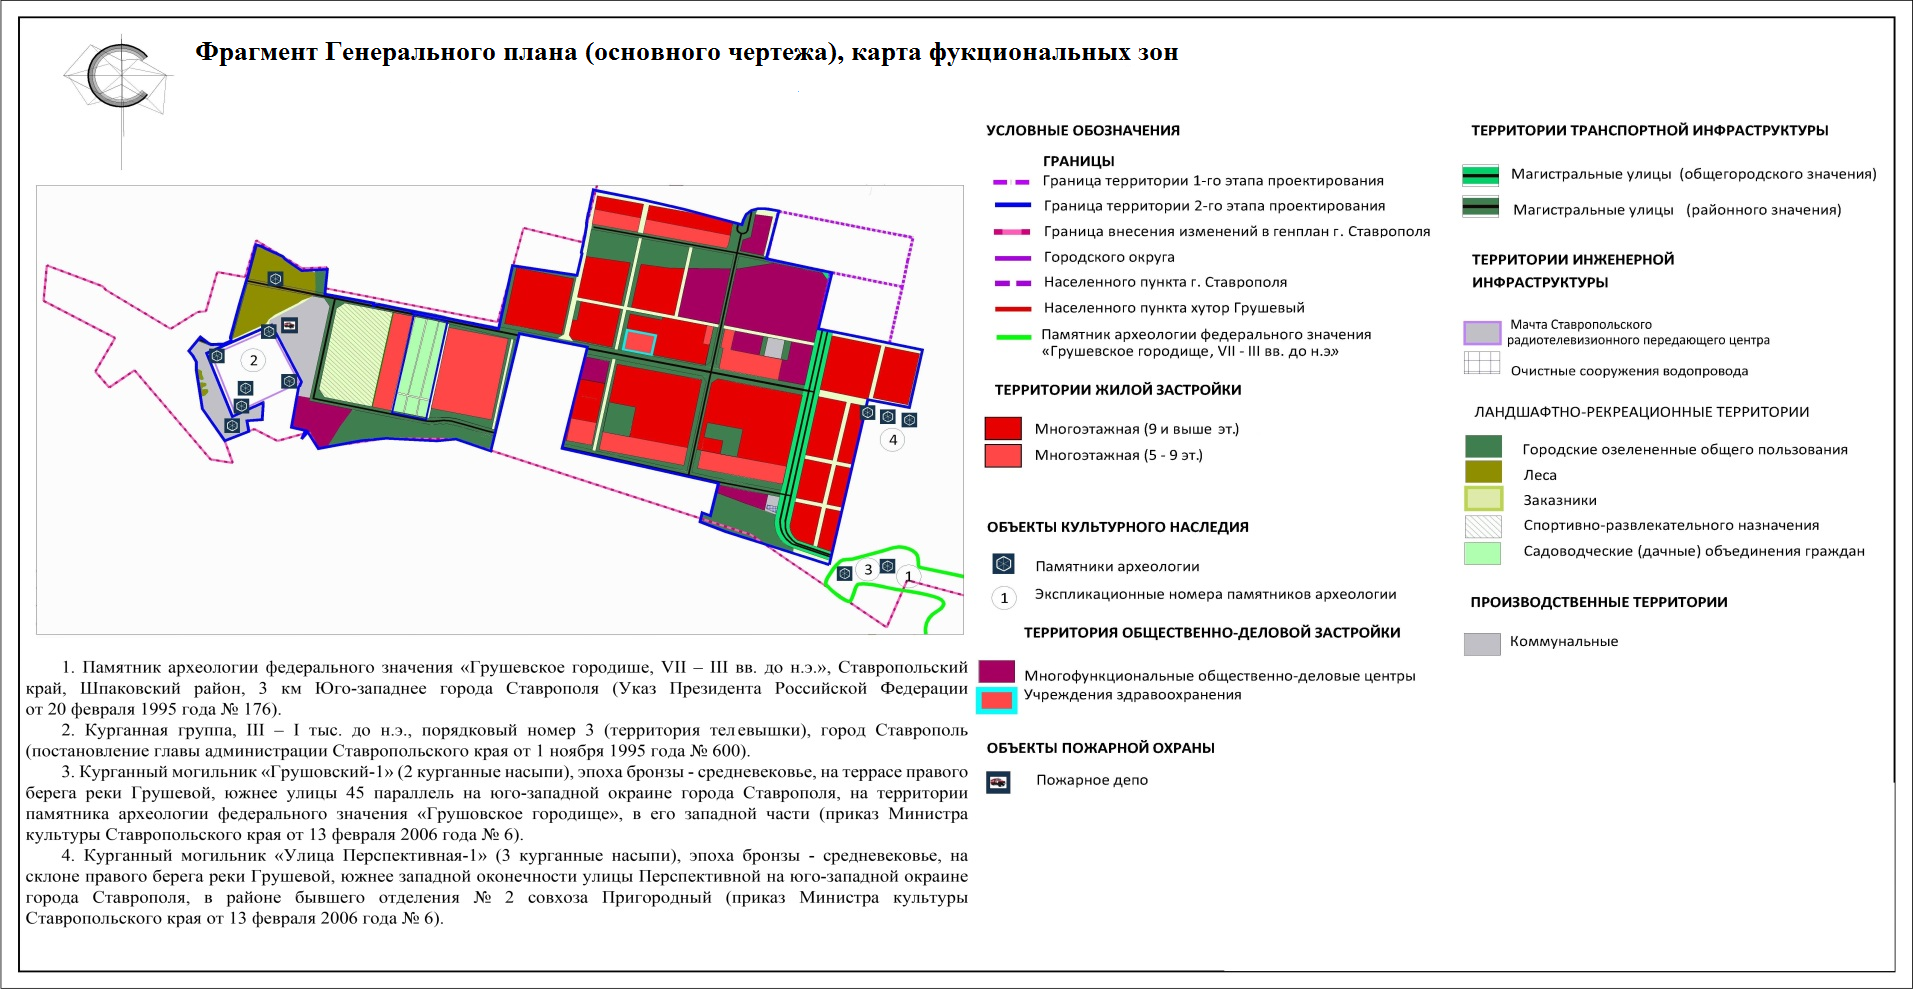 Фрагмент Генерального плана (основного чертежа), карта фукциональных зон
С
2
4
3
1
УСЛОВНЫЕ ОБОЗНАЧЕНИЯ
ГРАНИЦЫ
Граница территории 1-го этапа проектирования
Граница территории 2-го этапа проектирования
Граница внесения изменений в генплан г. Ставрополя
Городского округа
Населенного пункта г. Ставрополя
Населенного пункта хутор Грушевый
Памятник археологии федерального значения
«Грушевское городище, VII - III вв. до н.э»
ТЕРРИТОРИИ ЖИЛОЙ ЗАСТРОЙКИ
Многоэтажная (9 и выше эт.)
Многоэтажная (5 - 9 эт.)
ОБЪЕКТЫ КУЛЬТУРНОГО НАСЛЕДИЯ
Памятники археологии
1 Экспликационные номера памятников археологии
ТЕРРИТОРИЯ ОБЩЕСТВЕННО-ДЕЛОВОЙ ЗАСТРОЙКИ
Многофункциональные общественно-деловые центры
Учреждения здравоохранения
ОБЪЕКТЫ ПОЖАРНОЙ ОХРАНЫ
Пожарное депо
ТЕРРИТОРИИ ТРАНСПОРТНОЙ ИНФРАСТРУКТУРЫ
Магистральные улицы (общегородского значения)
Магистральные улицы (районного значения)
ТЕРРИТОРИИ ИНЖЕНЕРНОЙ
ИНФРАСТРУКТУРЫ
Мачта Ставропольского
радиотелевизионного передающего центра
Очистные сооружения водопровода
ЛАНДШАФТНО-РЕКРЕАЦИОННЫЕ ТЕРРИТОРИИ
Городские озелененные общего пользования
Леса
Заказники
Спортивно-развлекательного назначения
Садоводческие (дачные) объединения граждан
ПРОИЗВОДСТВЕННЫЕ ТЕРРИТОРИИ
Коммунальные
1. Памятник археологии федерального значения «Грушевское городише, VII – III вв. до н.э.», Ставропольский
край, Шпаковский район, 3 км Юго-западнее города Ставрополя (Указ Президента Российской Федерации
от 20 февраля 1995 года № 176).
2. Курганная группа, III – I тыс. до н.э., порядковый номер 3 (территория телевышки), город Ставрополь
(постановление главы администрации Ставропольского края от 1 ноября 1995 года № 600).
3. Курганный могильник «Грушовский-1» (2 курганные насыпи), эпоха бронзы - средневековье, на террасе правого
берега реки Грушевой, южнее улицы 45 параллель на юго-западной окраине города Ставрополя, на территории
памятника археологии федерального значения «Грушовское городище», в его западной части (приказ Министра
культуры Ставропольского края от 13 февраля 2006 года № 6).
4. Курганный могильник «Улица Перспективная-1» (3 курганные насыпи), эпоха бронзы - средневековье, на
склоне правого берега реки Грушевой, южнее западной оконечности улицы Перспективной на юго-западной окраине
города Ставрополя, в районе бывшего отделения № 2 совхоза Пригородный (приказ Министра культуры
Ставропольского края от 13 февраля 2006 года № 6).